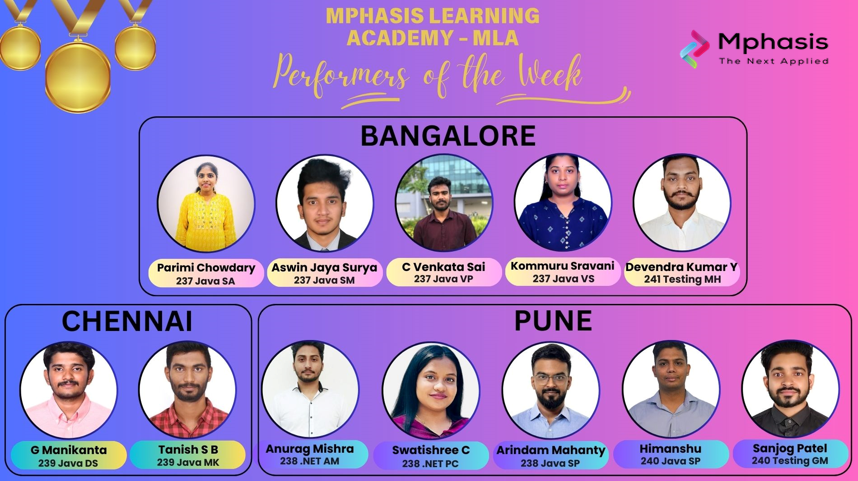 MPHASIS LEARNING
ACADEMY - MLA
Performers of the Week
Mphasis
The Next Applied
BANGALORE
Parimi Chowdary
237 Java SA
Aswin Jaya Surya
237 Java SM
C Venkata Sai
237 Java VP
Kommuru Sravani
237 Java VS
Devendra Kumar Y
241 Testing MH
CHENNAI
G Manikanta
239 Java DS
Tanish S B
239 Java MK
PUNE
Anurag Mishra
238 .NET AM
Swatishree C
238 .NET PC
Arindam Mahanty
238 Java SP
Himanshu
240 Java SP
Sanjog Patel
240 Testing GM